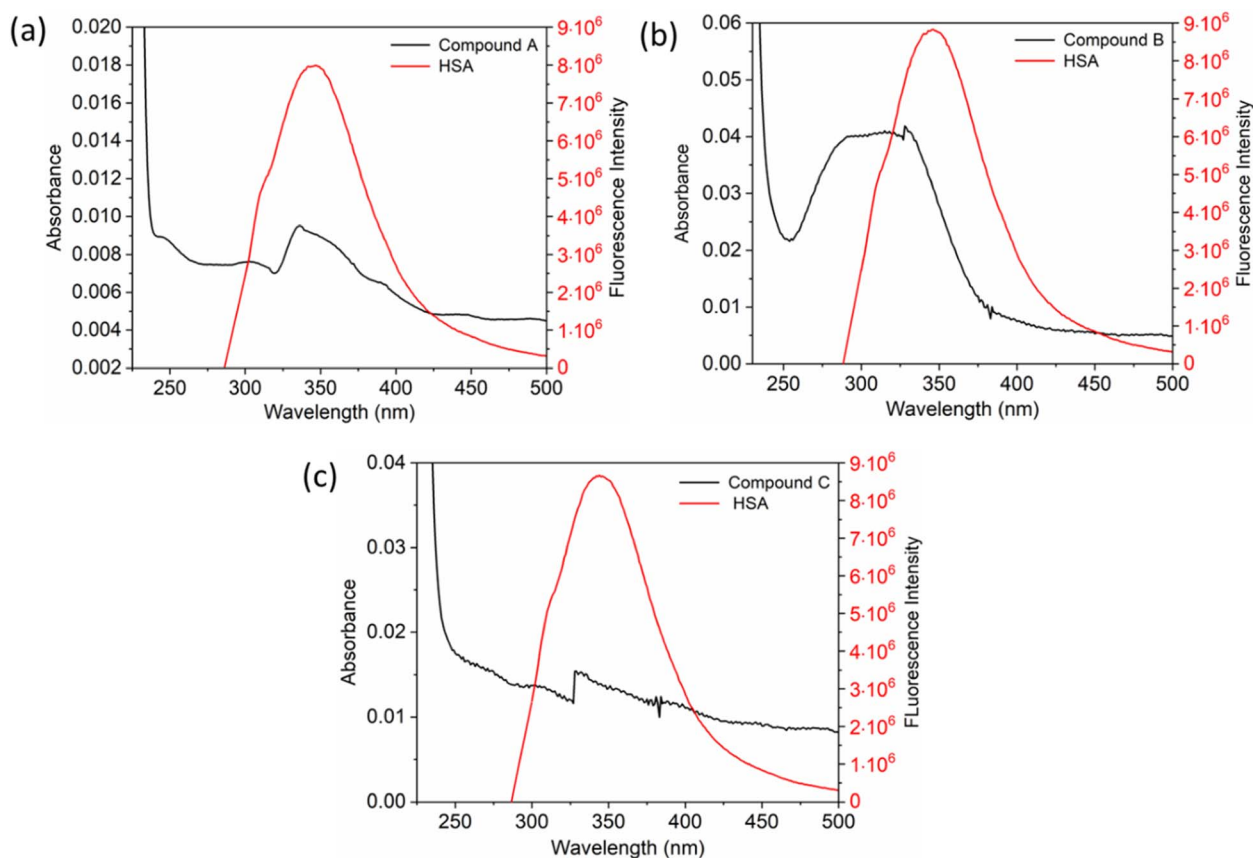 (a)
Compound A
HSA
0.020
0.018
0.016
0.014
0.012
0.010
0.008
0.006
0.004
0.002
Absorbance
9·10⁶
8·10⁶
7·10⁶
6·10⁶
5·10⁶
4·10⁶
3·10⁶
2·10⁶
1·10⁶
0
Fluorescence Intensity
250 300 350 400 450 500
Wavelength (nm)
(b)
Compound B
HSA
0.06
0.05
0.04
0.03
0.02
0.01
0.00
Absorbance
9·10⁶
8·10⁶
7·10⁶
6·10⁶
5·10⁶
4·10⁶
3·10⁶
2·10⁶
1·10⁶
0
Fluorescence Intensity
250 300 350 400 450 500
Wavelength (nm)
(c)
Compound C
HSA
0.04
0.03
0.02
0.01
0.00
Absorbance
9·10⁶
8·10⁶
7·10⁶
6·10⁶
5·10⁶
4·10⁶
3·10⁶
2·10⁶
1·10⁶
0
FLuorescence Intensity
250 300 350 400 450 500
Wavelength (nm)